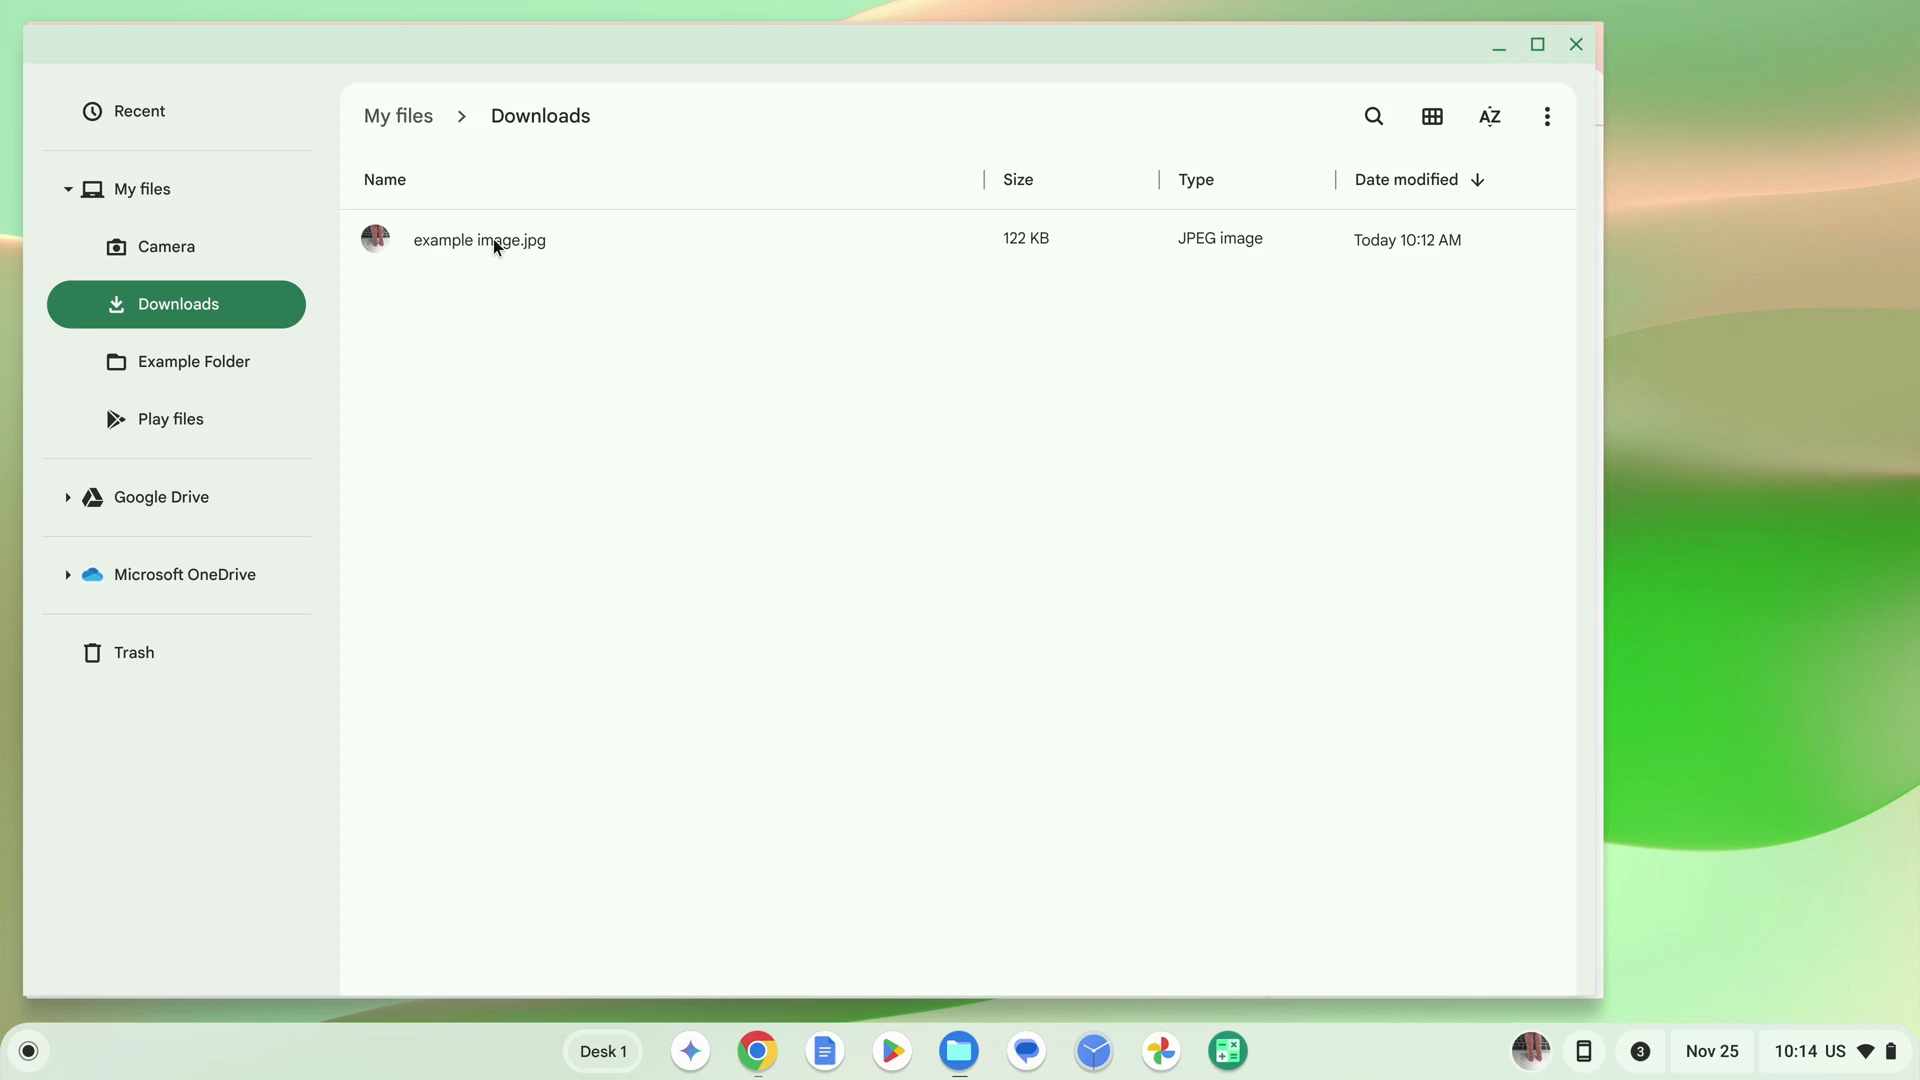 Recent
My files
Camera
Downloads
Example Folder
Play files
Google Drive
Microsoft OneDrive
Trash
My files > Downloads
AZ
Name Size Type Date modified
example image.jpg 122 KB JPEG image Today 10:12 AM
Desk 1
3 Nov 25 10:14 US